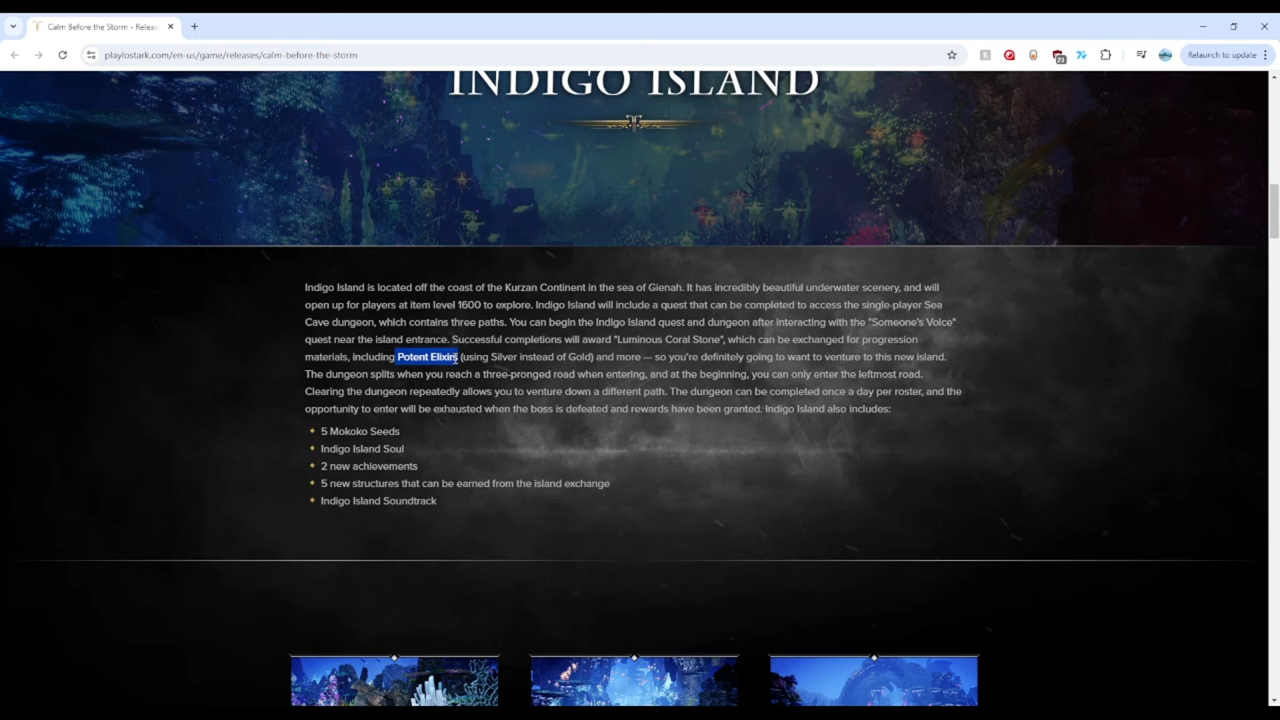 Calm Before the Storm - Releas
Relaunch to update
playlostark.com/en-us/game/releases/calm-before-the-storm
23
INDIGO ISLAND
Indigo Island is located off the coast of the Kurzan Continent in the sea of Gienah. It has incredibly beautiful underwater scenery, and will
open up for players at item level 1600 to explore. Indigo Island will include a quest that can be completed to access the single-player Sea
Cave dungeon, which contains three paths. You can begin the Indigo Island quest and dungeon after interacting with the "Someone's Voice"
quest near the island entrance. Successful completions will award "Luminous Coral Stone", which can be exchanged for progression
materials, including Potent Elixirs (using Silver instead of Gold) and more — so you're definitely going to want to venture to this new island.
The dungeon splits when you reach a three-pronged road when entering, and at the beginning, you can only enter the leftmost road.
Clearing the dungeon repeatedly allows you to venture down a different path. The dungeon can be completed once a day per roster, and the
opportunity to enter will be exhausted when the boss is defeated and rewards have been granted. Indigo Island also includes:
5 Mokoko Seeds
Indigo Island Soul
2 new achievements
5 new structures that can be earned from the island exchange
Indigo Island Soundtrack